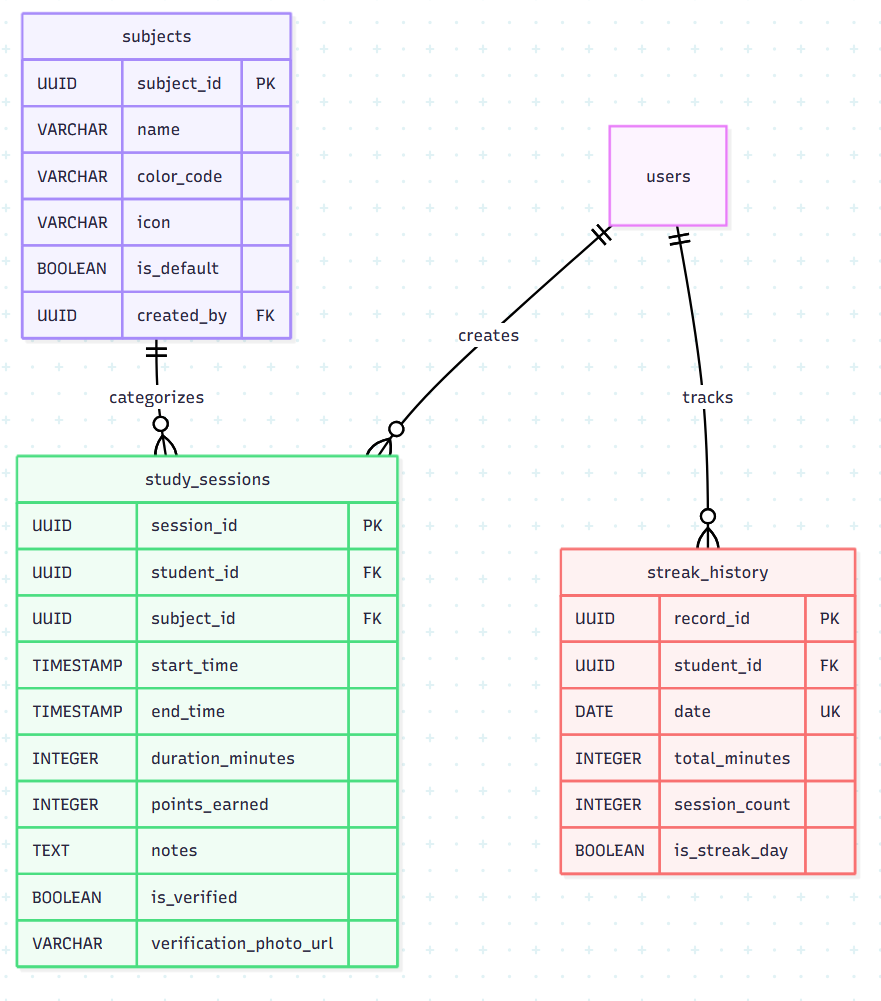 subjects
UUID subject_id PK
VARCHAR name
VARCHAR color_code
VARCHAR icon
BOOLEAN is_default
UUID created_by FK
users
creates
categorizes
tracks
study_sessions
UUID session_id PK
UUID student_id FK
UUID subject_id FK
TIMESTAMP start_time
TIMESTAMP end_time
INTEGER duration_minutes
INTEGER points_earned
TEXT notes
BOOLEAN is_verified
VARCHAR verification_photo_url
streak_history
UUID record_id PK
UUID student_id FK
DATE date UK
INTEGER total_minutes
INTEGER session_count
BOOLEAN is_streak_day